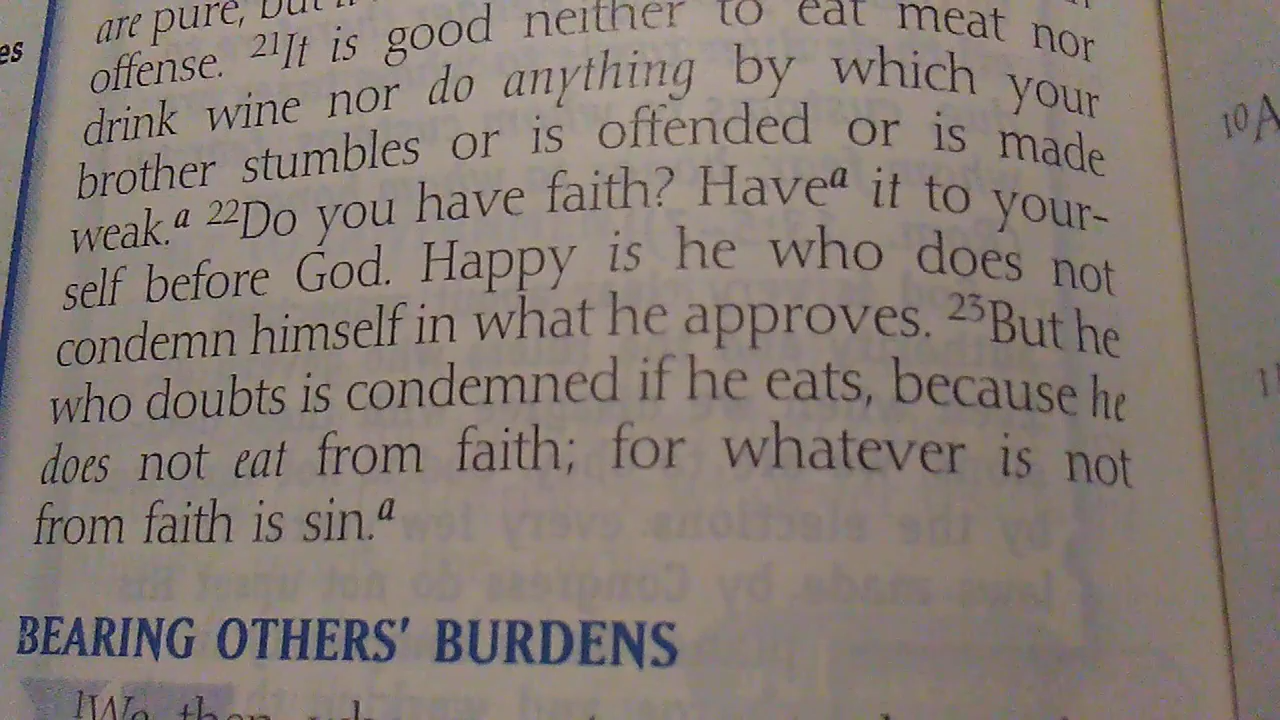 are pure, but
offense. 21It is good neither to eat meat nor
drink wine nor do anything by which your
brother stumbles or is offended or is made
weak.a 22Do you have faith? Havea it to your-
self before God. Happy is he who does not
condemn himself in what he approves. 23But he
who doubts is condemned if he eats, because he
does not eat from faith; for whatever is not
from faith is sin.a
BEARING OTHERS' BURDENS
1We then
es
10A